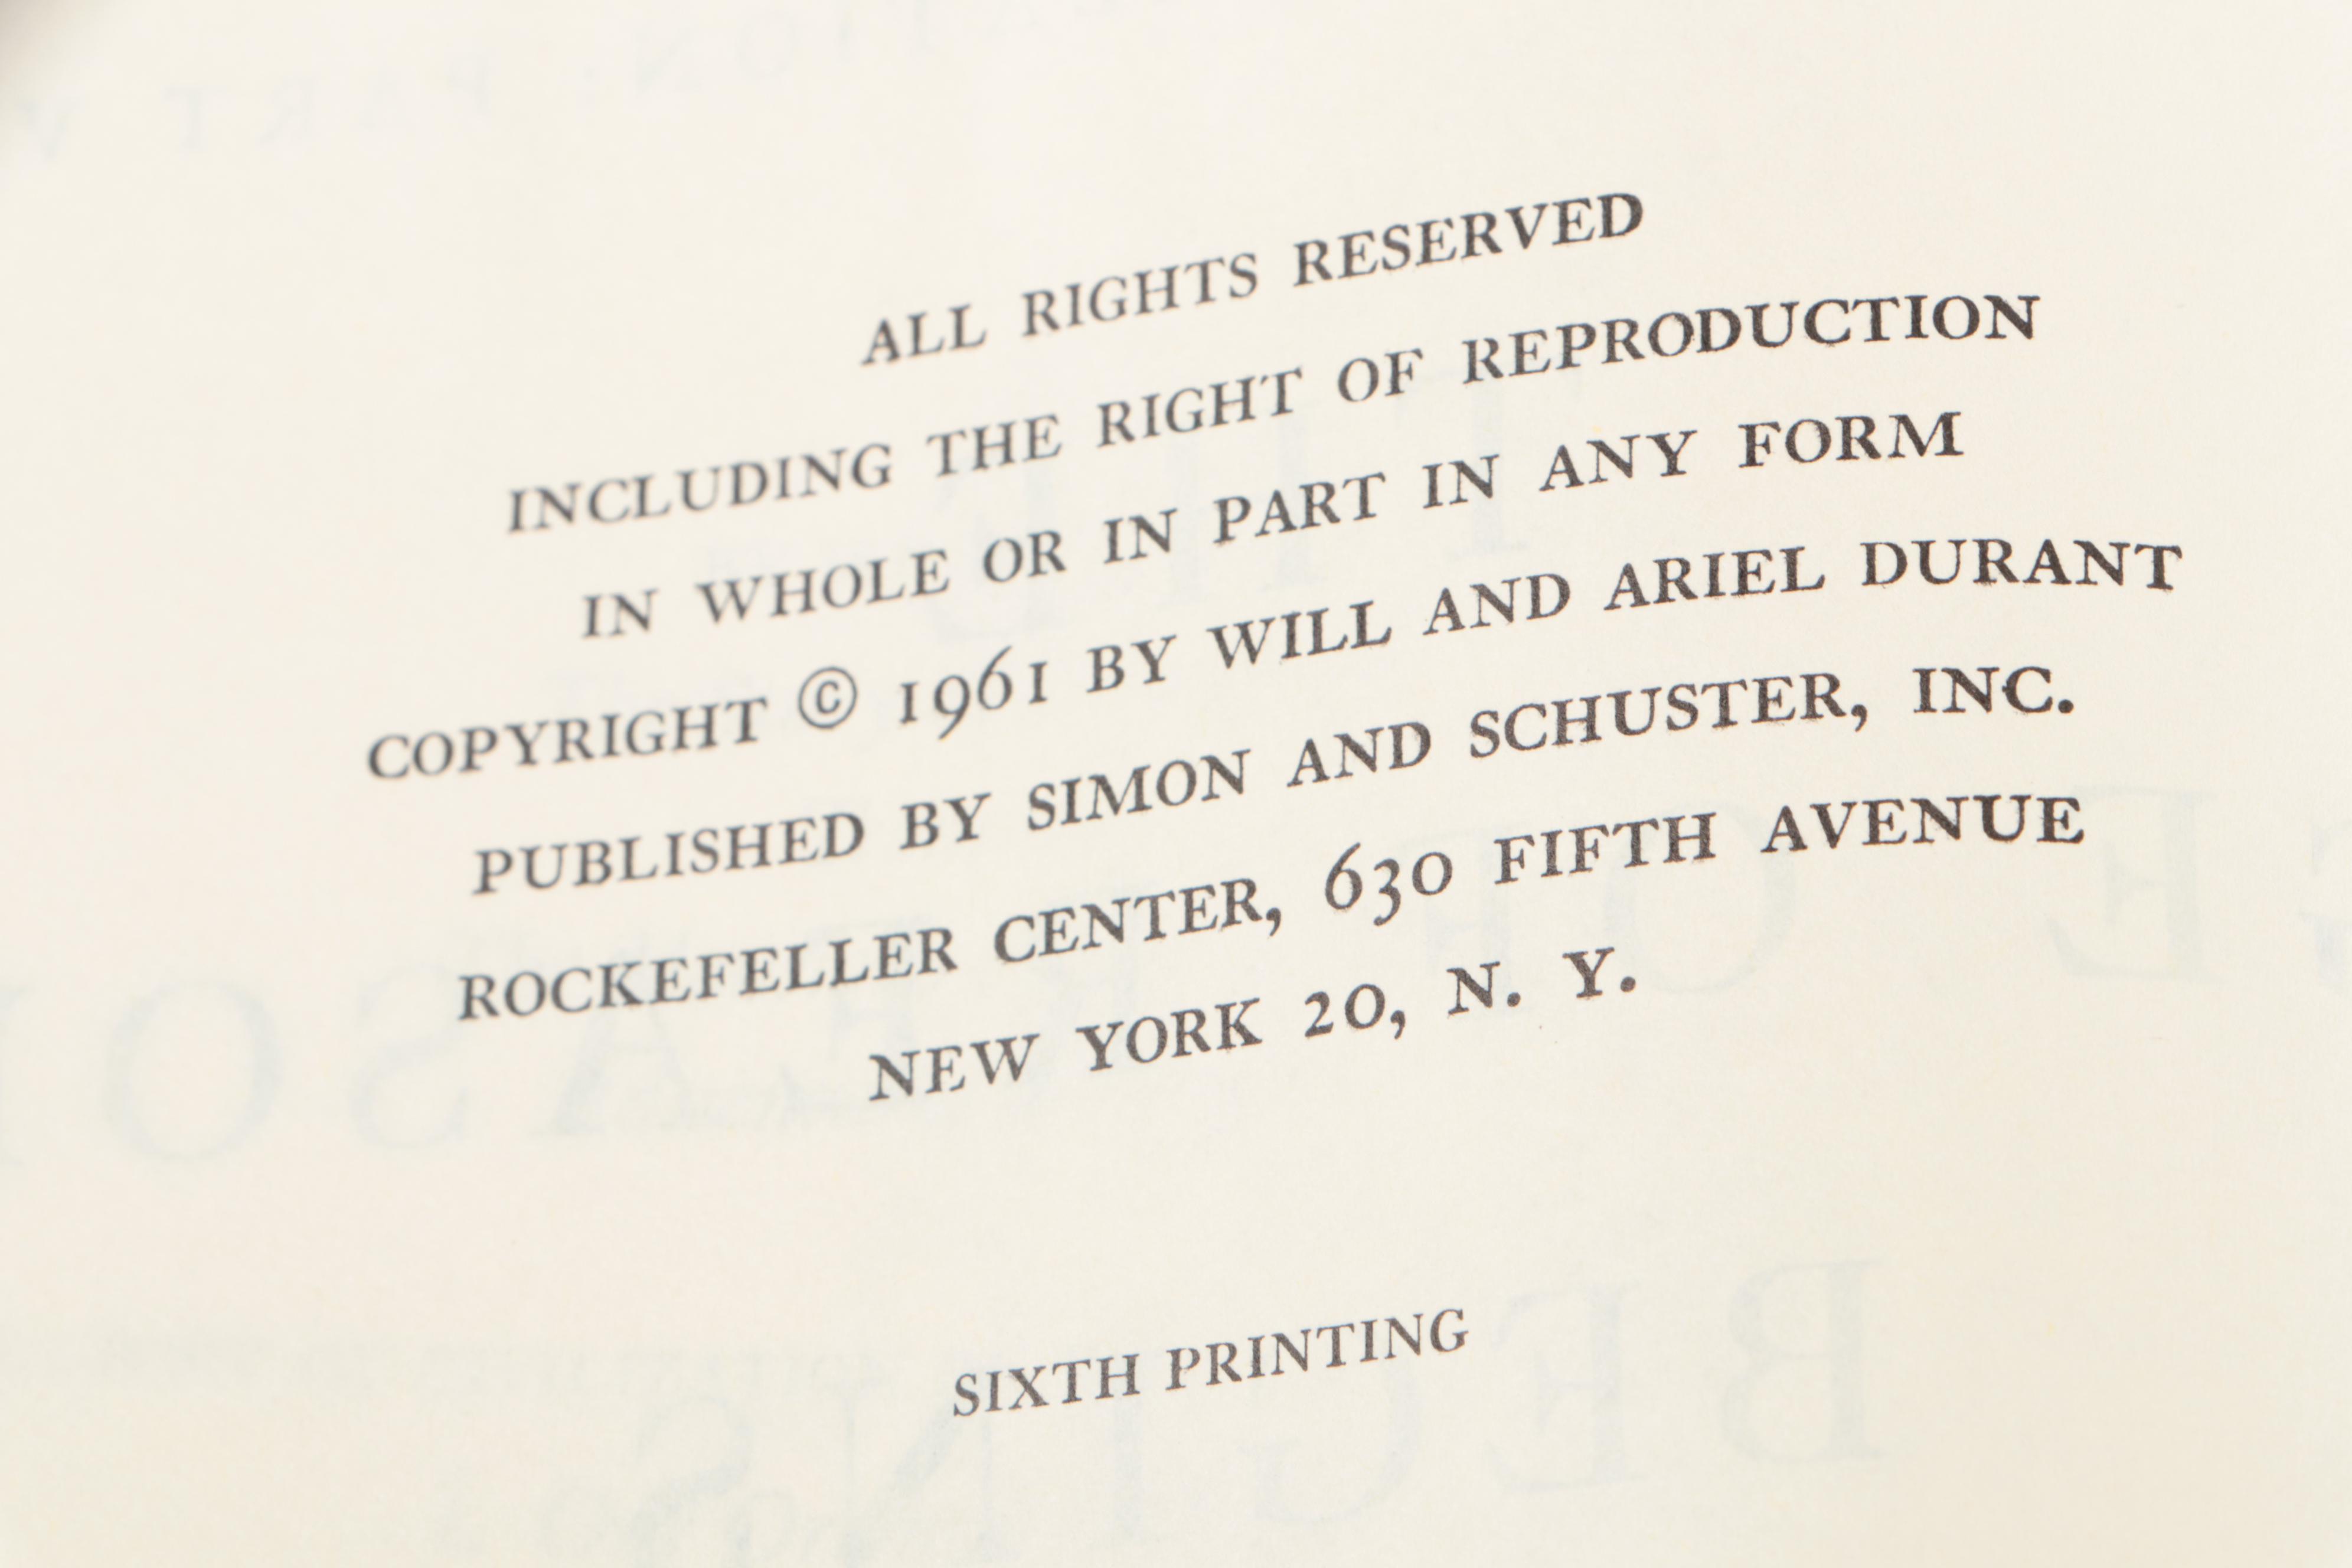 ALL RIGHTS RESERVED
INCLUDING THE RIGHT OF REPRODUCTION
IN WHOLE OR IN PART IN ANY FORM
COPYRIGHT © 1961 BY WILL AND ARIEL DURANT
PUBLISHED BY SIMON AND SCHUSTER, INC.
ROCKEFELLER CENTER, 630 FIFTH AVENUE
NEW YORK 20, N. Y.
SIXTH PRINTING